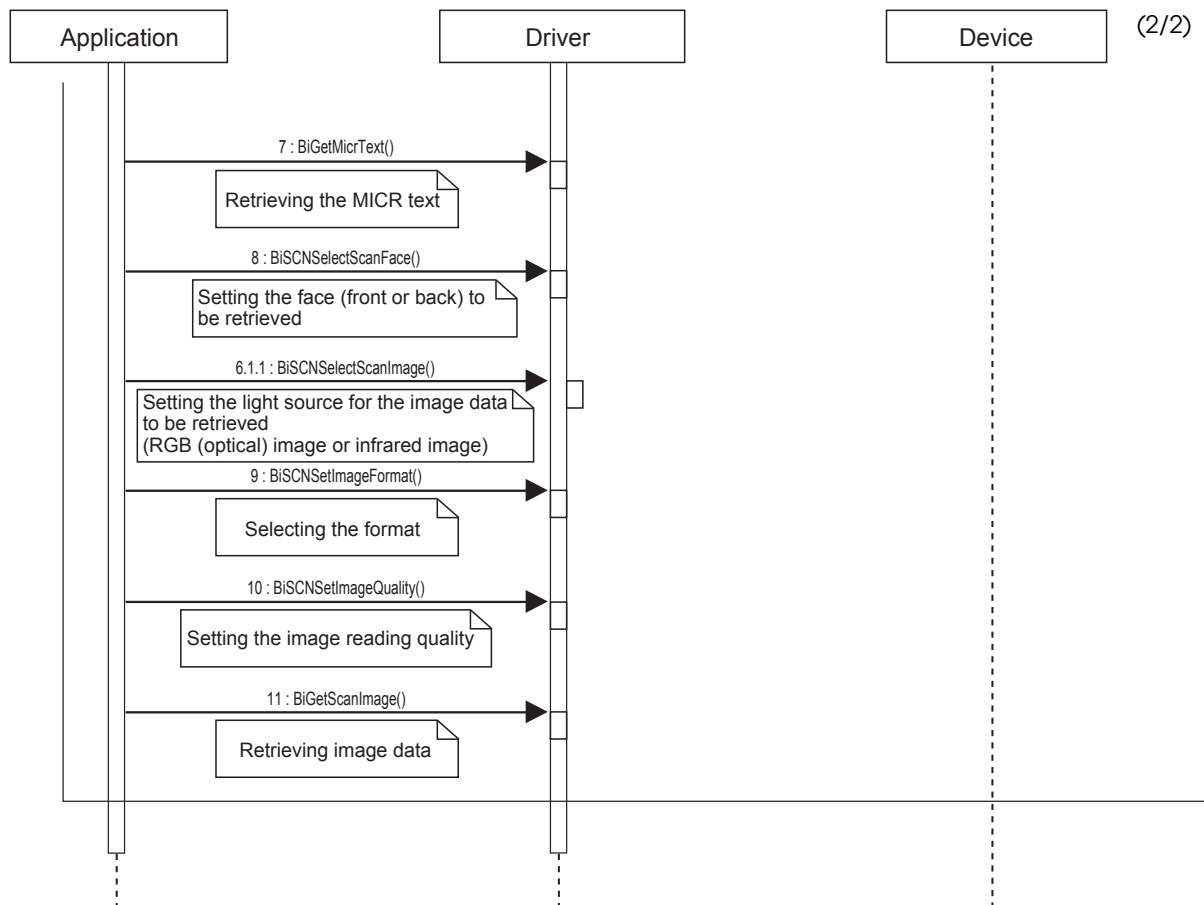 Application
Driver
Device
(2/2)
7 : BiGetMicrText()
Retrieving the MICR text
8 : BiSCNSelectScanFace()
Setting the face (front or back) to
be retrieved
6.1.1 : BiSCNSelectScanImage()
Setting the light source for the image data
to be retrieved
(RGB (optical) image or infrared image)
9 : BiSCNSetImageFormat()
Selecting the format
10 : BiSCNSetImageQuality()
Setting the image reading quality
11 : BiGetScanImage()
Retrieving image data